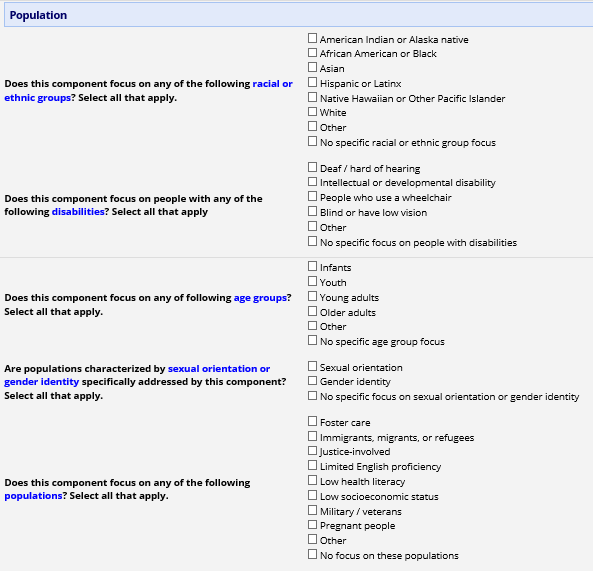 Population
Does this component focus on any of the following racial or
ethnic groups? Select all that apply.
American Indian or Alaska native
African American or Black
Asian
Hispanic or Latinx
Native Hawaiian or Other Pacific Islander
White
Other
No specific racial or ethnic group focus
Does this component focus on people with any of the
following disabilities? Select all that apply
Deaf / hard of hearing
Intellectual or developmental disability
People who use a wheelchair
Blind or have low vision
Other
No specific focus on people with disabilities
Does this component focus on any of following age groups?
Select all that apply.
Infants
Youth
Young adults
Older adults
Other
No specific age group focus
Are populations characterized by sexual orientation or
gender identity specifically addressed by this component?
Select all that apply.
Sexual orientation
Gender identity
No specific focus on sexual orientation or gender identity
Does this component focus on any of the following
populations? Select all that apply.
Foster care
Immigrants, migrants, or refugees
Justice-involved
Limited English proficiency
Low health literacy
Low socioeconomic status
Military / veterans
Pregnant people
Other
No focus on these populations